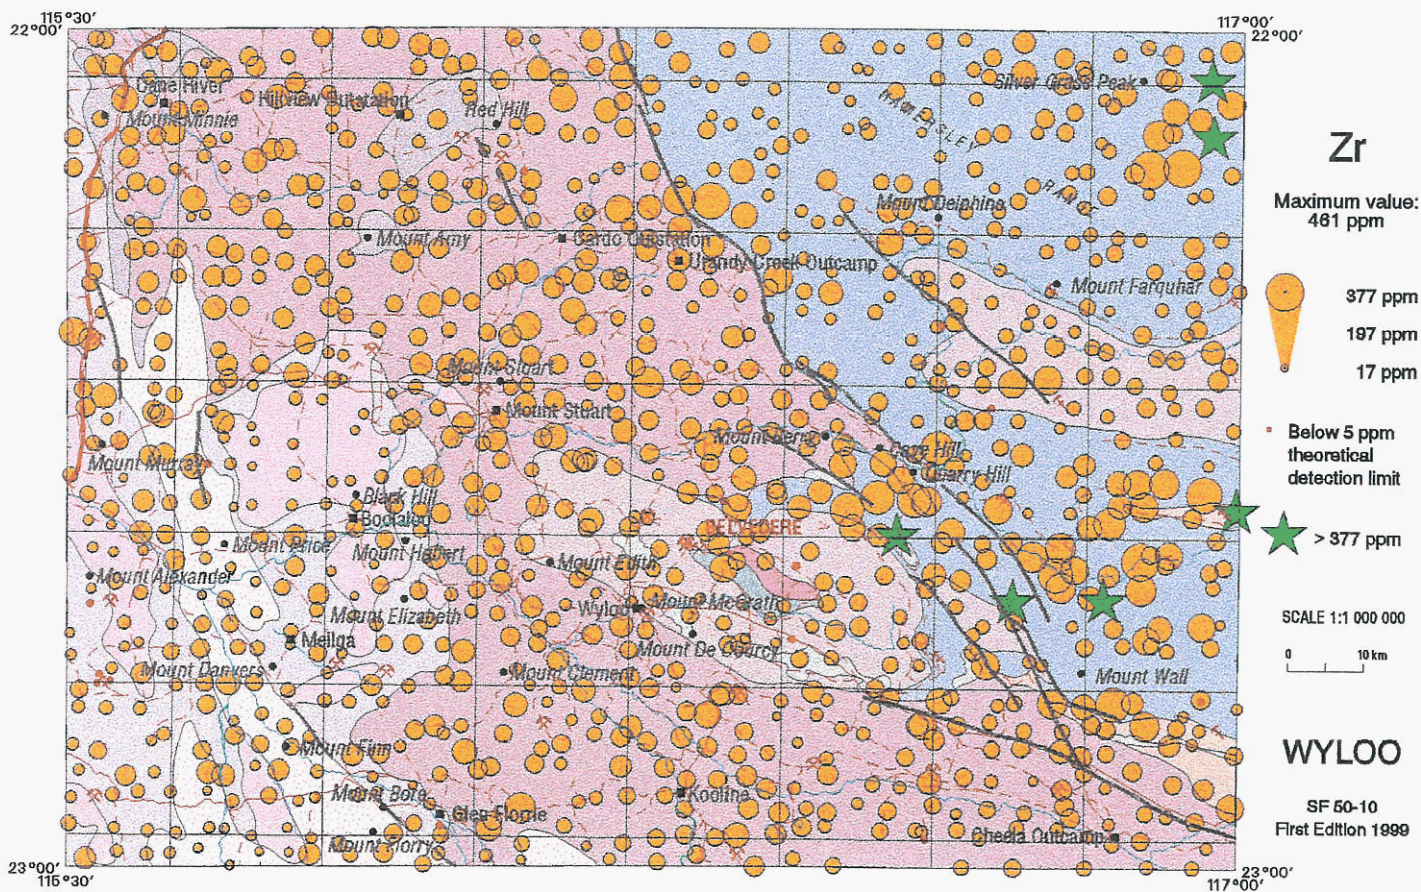 115°30′
22°00′
117°00′
22°00′
Cane River
Mount Minnie
Hillview Outstation
Red Hill
Silver Grass Peak
HAMERSLEY
RANGE
Mount Delphine
Mount Amy
Cardo Outstation
Urandy Creek Outcamp
Mount Farquhar
Mount Stuart
Mount Stuart
Mount Murray
Cave Hill
Quarry Hill
Black Hill
Boolaloo
BELVEDERE
Mount Price
Mount Hubert
Mount Edith
Mount Alexander
Mount Elizabeth
Wyloo
Mount McGrath
Mount De Courcy
Mellga
Mount Danvers
Mount Clement
Mount Wall
Mount Finn
Mount Bore
Glen Florrie
Kooline
Mount Florry
Cheela Outcamp
23°00′
115°30′
23°00′
117°00′
Zr
Maximum value:
461 ppm
377 ppm
197 ppm
17 ppm
Below 5 ppm
theoretical
detection limit
> 377 ppm
SCALE 1:1 000 000
0 10 km
WYLOO
SF 50-10
First Edition 1999